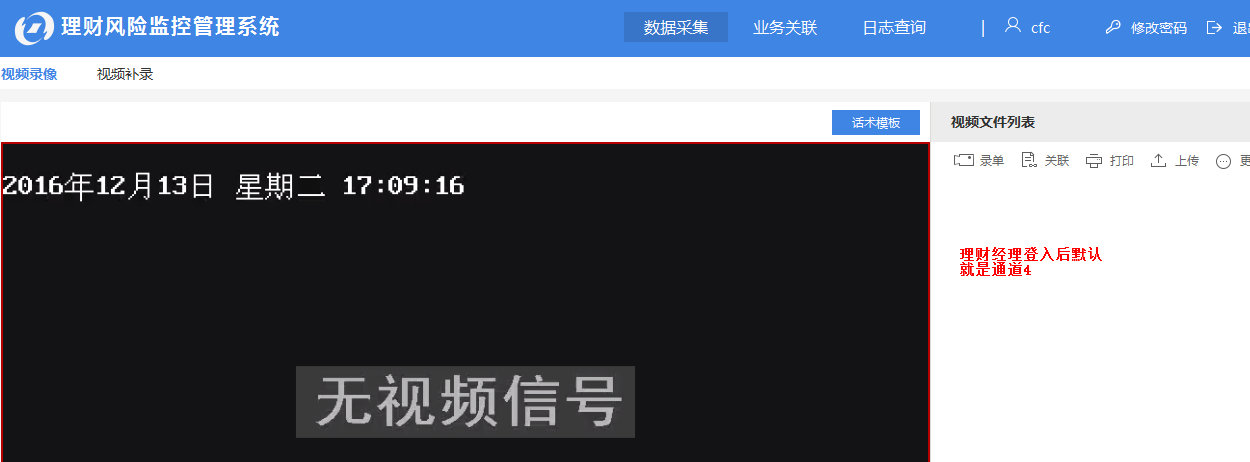 理财风险监控管理系统 数据采集 业务关联 日志查询 | cfc 修改密码
视频录像 视频补录
话术模板 视频文件列表
录单 关联 打印 上传
2016年12月13日 星期二 17:09:16
理财经理登入后默认
就是通道4
无视频信号